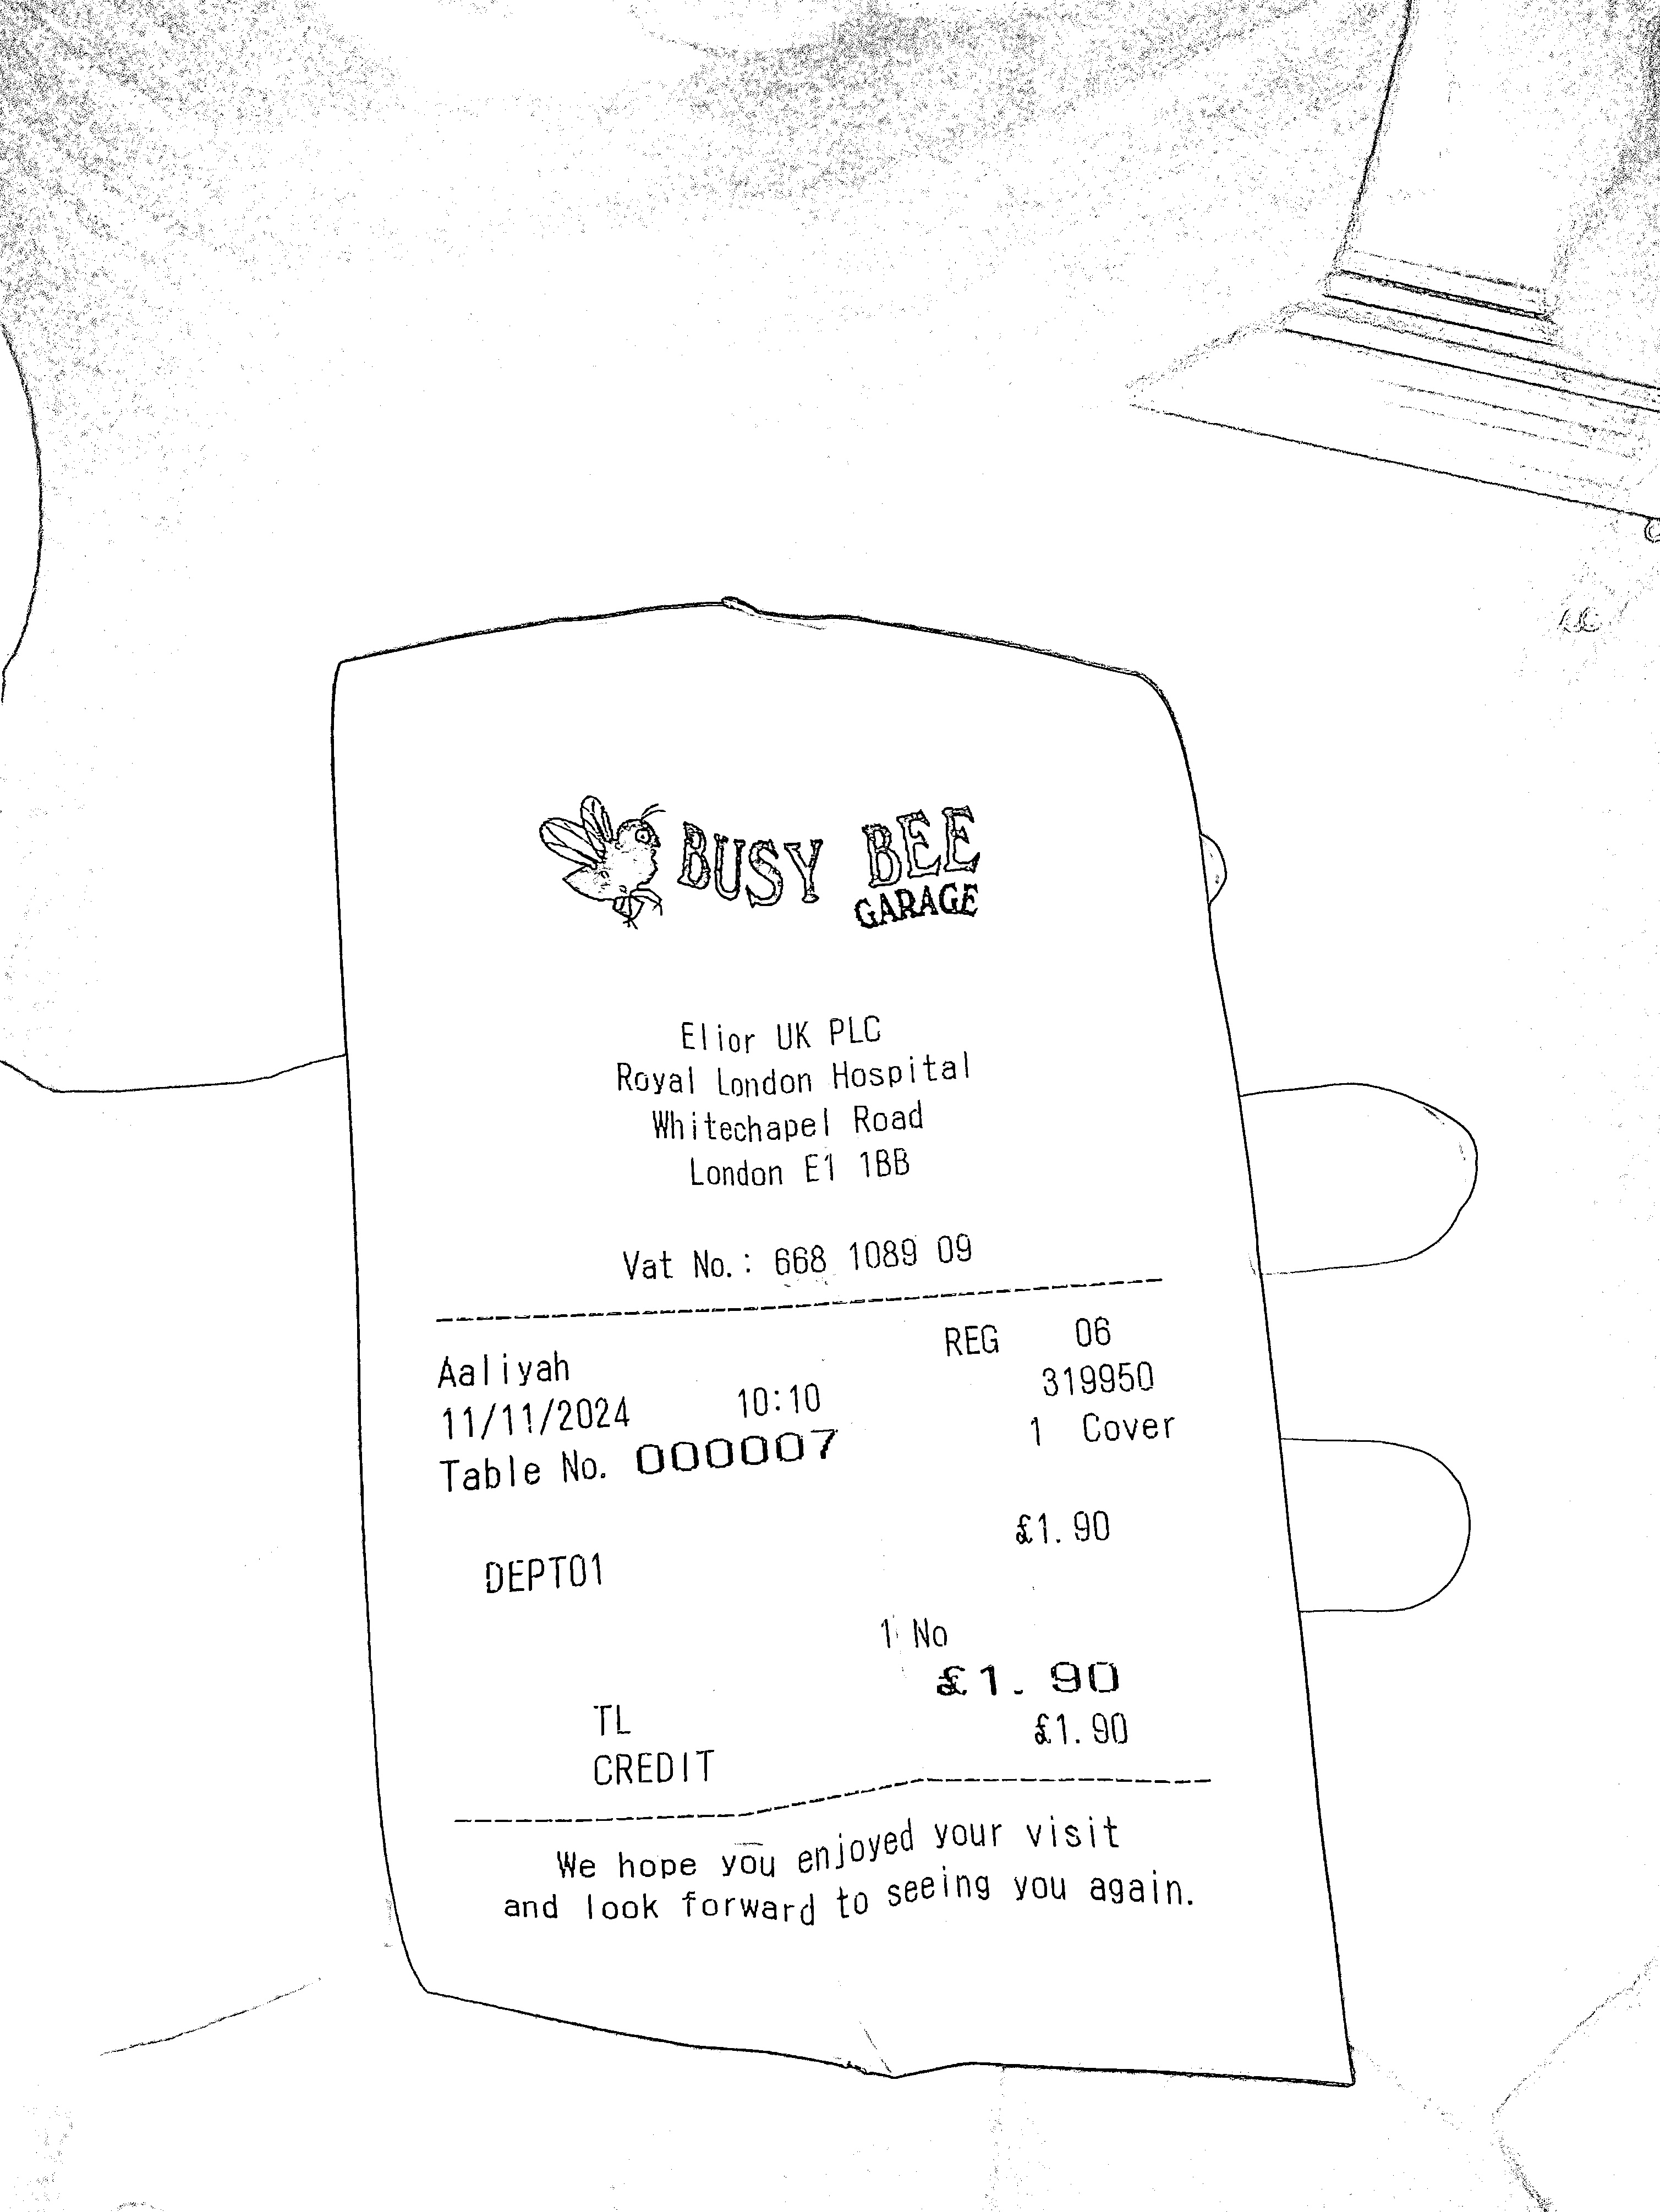 BUSY BEE
GARAGE
Elior UK PLC
Royal London Hospital
Whitechapel Road
London E1 1BB
Vat No.: 668 1089 09
REG 06
Aaliyah 319950
11/11/2024 10:10 1 Cover
Table No. 000007
£1.90
DEPT01
1 No
£1.90
TL £1.90
CREDIT
We hope you enjoyed your visit
and look forward to seeing you again.